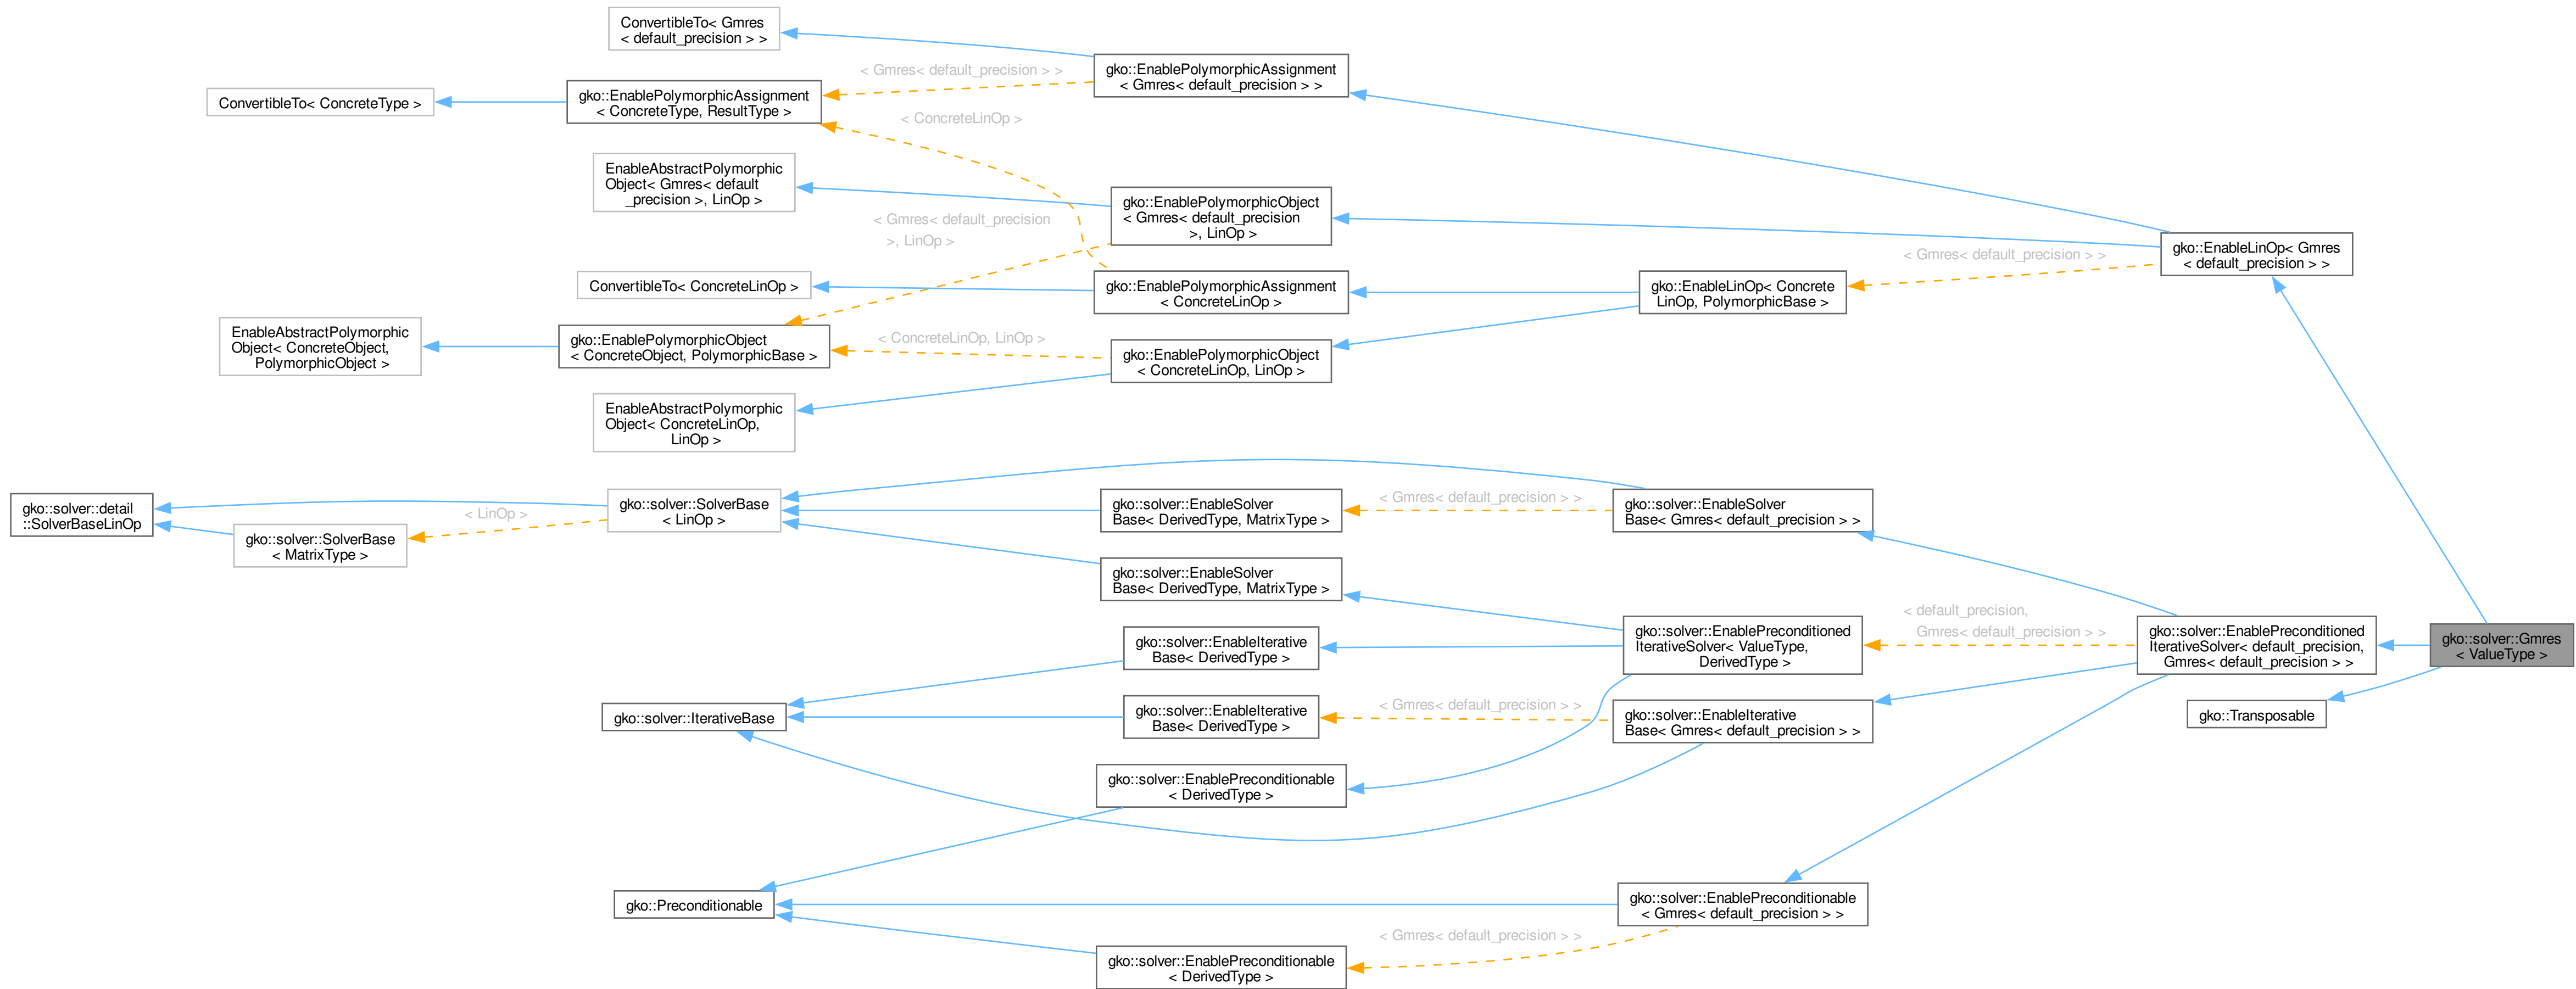 ConvertibleTo< Gmres
< default_precision > >
gko::EnablePolymorphicAssignment
< Gmres< default_precision > >
< Gmres< default_precision > >
gko::EnablePolymorphicAssignment
< ConcreteType, ResultType >
ConvertibleTo< ConcreteType >
< ConcreteLinOp >
EnableAbstractPolymorphic
Object< Gmres< default
_precision >, LinOp >
gko::EnablePolymorphicObject
< Gmres< default_precision
>, LinOp >
< Gmres< default_precision
>, LinOp >
gko::EnableLinOp< Gmres
< default_precision > >
< Gmres< default_precision > >
ConvertibleTo< ConcreteLinOp >
gko::EnablePolymorphicAssignment
< ConcreteLinOp >
gko::EnableLinOp< Concrete
LinOp, PolymorphicBase >
EnableAbstractPolymorphic
Object< ConcreteObject,
PolymorphicObject >
gko::EnablePolymorphicObject
< ConcreteObject, PolymorphicBase >
< ConcreteLinOp, LinOp >
gko::EnablePolymorphicObject
< ConcreteLinOp, LinOp >
EnableAbstractPolymorphic
Object< ConcreteLinOp,
LinOp >
gko::solver::detail
::SolverBaseLinOp
< LinOp >
gko::solver::SolverBase
< MatrixType >
gko::solver::SolverBase
< LinOp >
gko::solver::EnableSolver
Base< DerivedType, MatrixType >
< Gmres< default_precision > >
gko::solver::EnableSolver
Base< Gmres< default_precision > >
gko::solver::EnableSolver
Base< DerivedType, MatrixType >
gko::solver::EnableIterative
Base< DerivedType >
gko::solver::EnablePreconditioned
IterativeSolver< ValueType,
DerivedType >
< default_precision,
Gmres< default_precision > >
gko::solver::EnablePreconditioned
IterativeSolver< default_precision,
Gmres< default_precision > >
gko::solver::Gmres
< ValueType >
gko::solver::IterativeBase
gko::solver::EnableIterative
Base< DerivedType >
< Gmres< default_precision > >
gko::solver::EnableIterative
Base< Gmres< default_precision > >
gko::Transposable
gko::solver::EnablePreconditionable
< DerivedType >
gko::Preconditionable
gko::solver::EnablePreconditionable
< Gmres< default_precision > >
< Gmres< default_precision > >
gko::solver::EnablePreconditionable
< DerivedType >